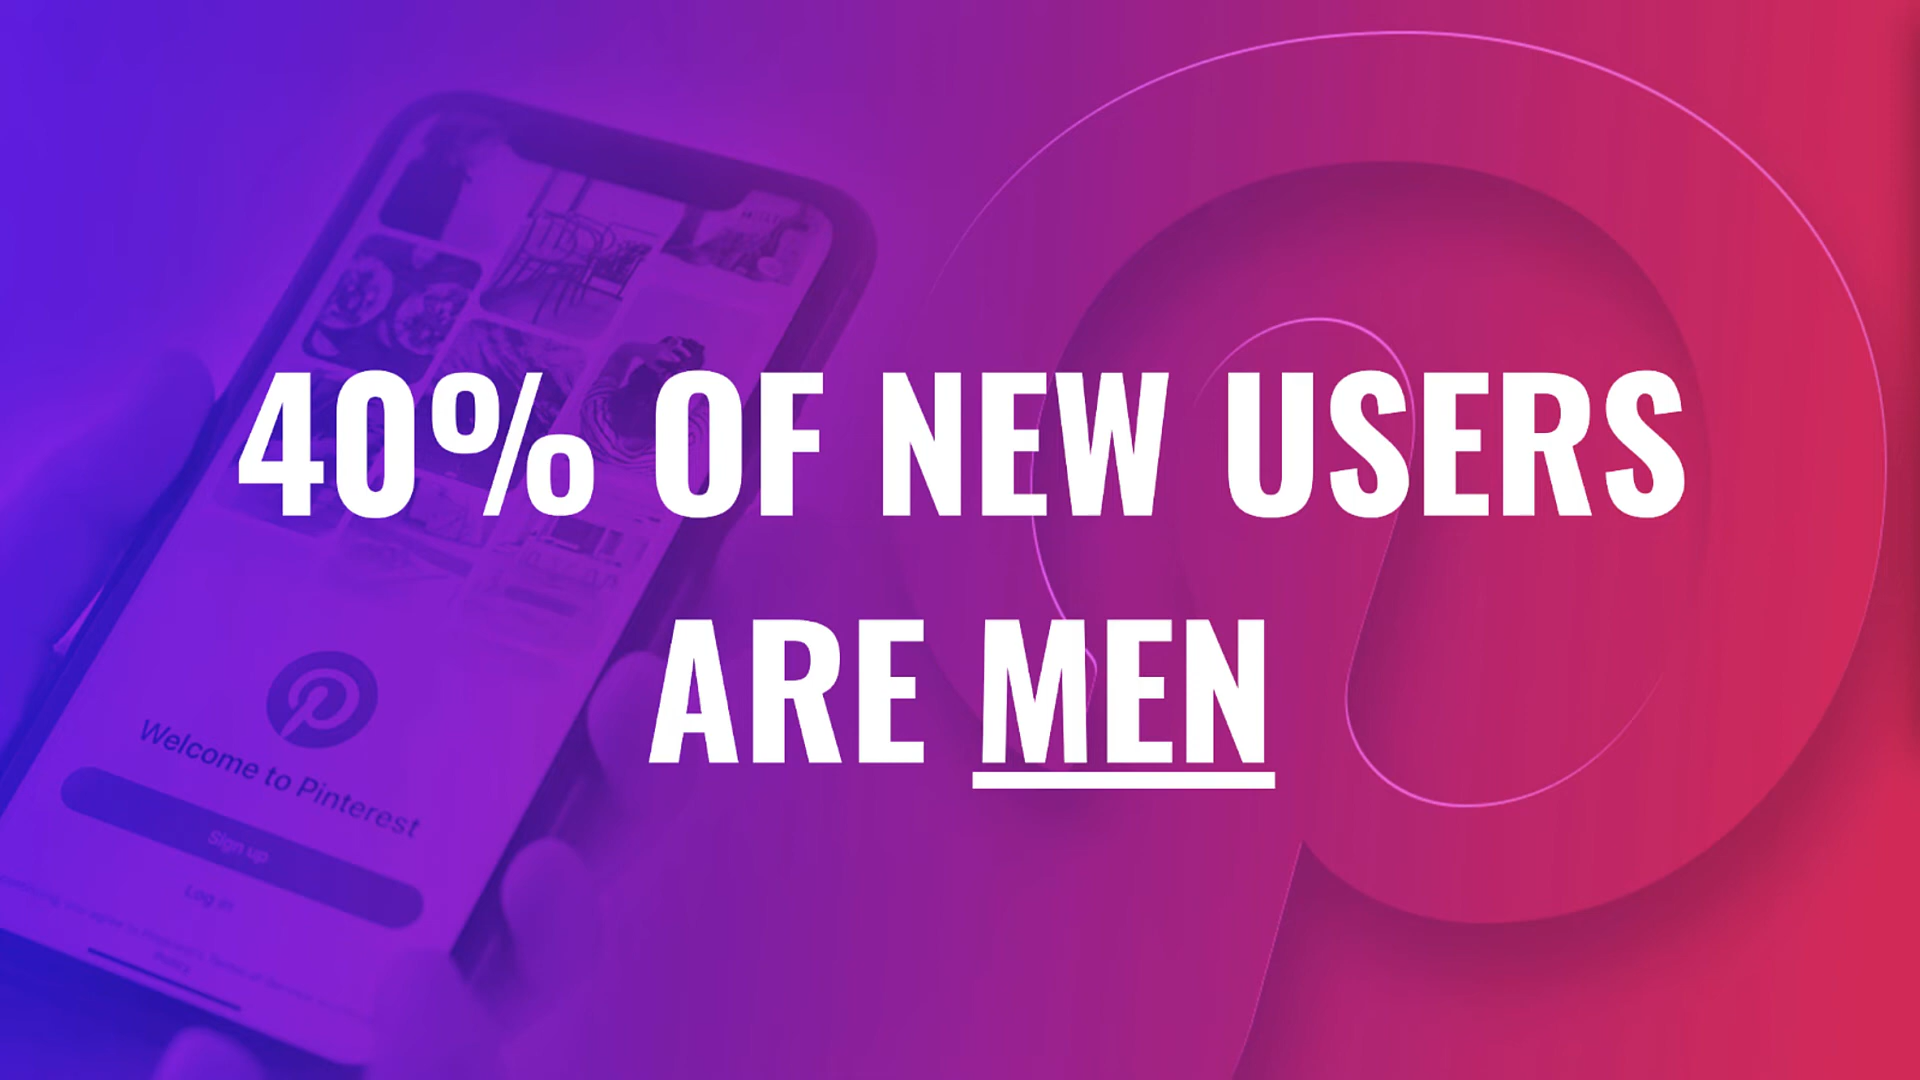 40% OF NEW USERS
ARE MEN
Welcome to Pinterest
Sign up
Log in